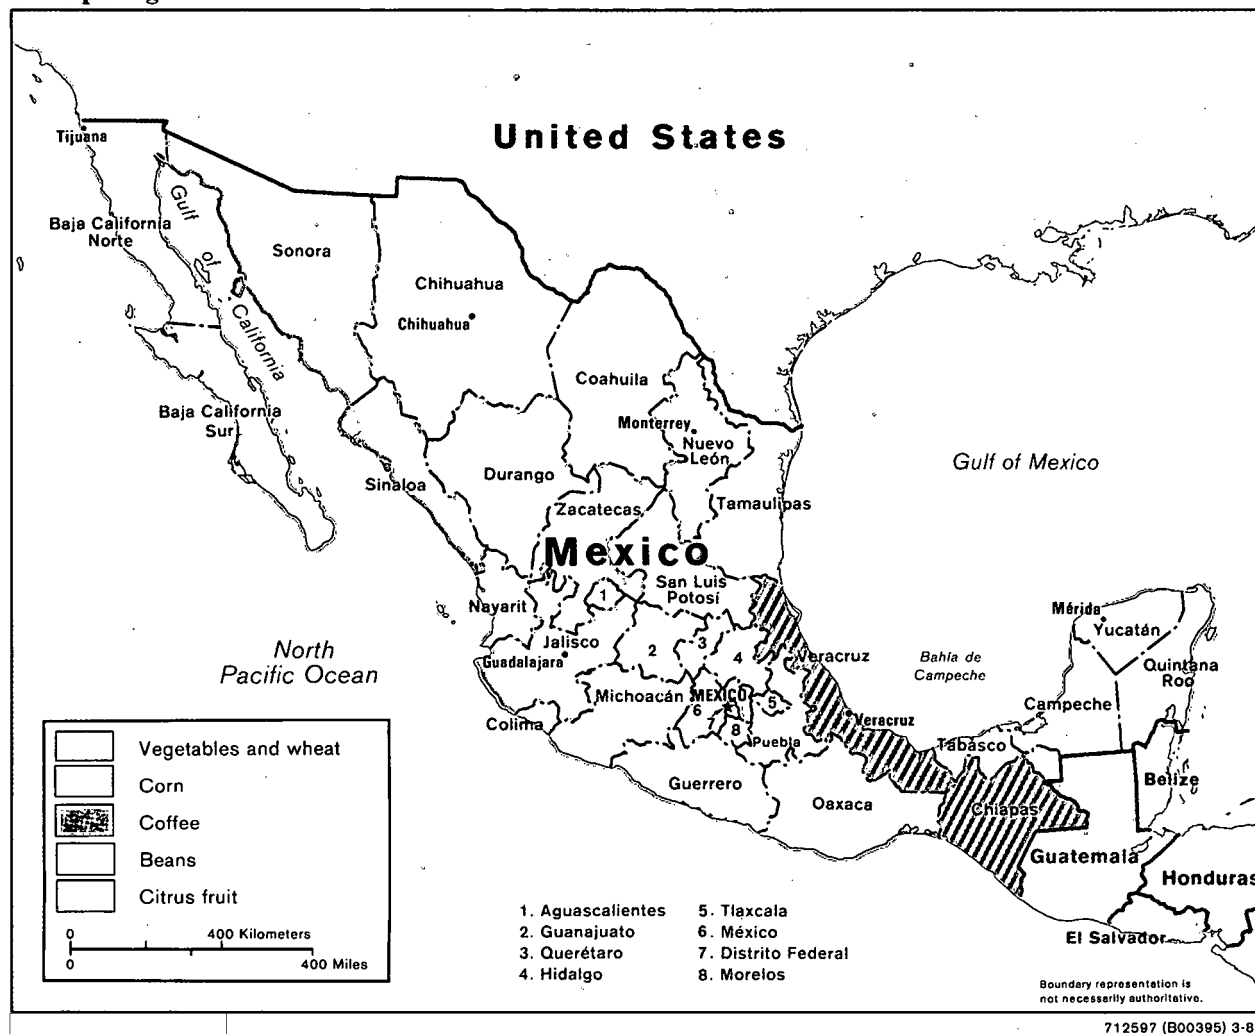 United States
Tijuana
Gulf
of
California
Baja California
Norte
Sonora
Chihuahua
Chihuahua
Coahuila
Baja California
Sur
Monterrey
Nuevo
León
Gulf of Mexico
Sinaloa
Durango
Zacatecas
Tamaulipas
Mexico
San Luis
Potosí
1
Nayarit
Mérida
Yucatán
North
Pacific Ocean
Jalisco
Guadalajara
2
3
4
Veracruz
Bahía de
Campeche
Quintana
Roo
Michoacán
MEXICO
6
5
7
8
Veracruz
Campeche
Colima
Puebla
Tabasco
Guerrero
Oaxaca
Chiapas
Belize
Guatemala
Honduras
El Salvador
Vegetables and wheat
Corn
Coffee
Beans
Citrus fruit
0 400 Kilometers
0 400 Miles
1. Aguascalientes
2. Guanajuato
3. Querétaro
4. Hidalgo
5. Tlaxcala
6. México
7. Distrito Federal
8. Morelos
Boundary representation is
not necessarily authoritative.
712597 (B00395) 3-8